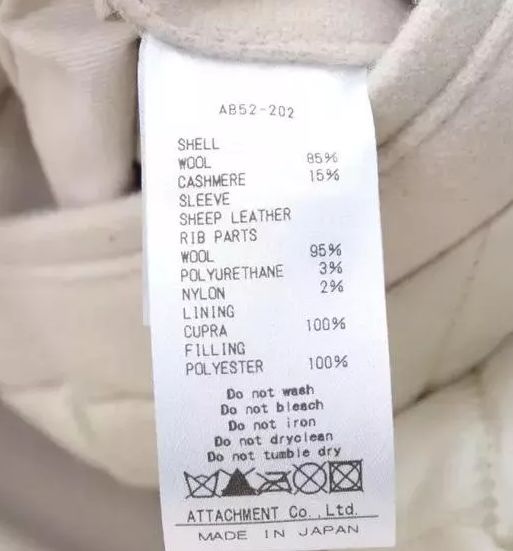 AB52-202
SHELL
WOOL 85%
CASHMERE 15%
SLEEVE
SHEEP LEATHER
RIB PARTS
WOOL 95%
POLYURETHANE 3%
NYLON 2%
LINING
CUPRA 100%
FILLING
POLYESTER 100%
Do not wash
Do not bleach
Do not iron
Do not dryclean
Do not tumble dry
ATTACHMENT Co.,Ltd.
MADE IN JAPAN